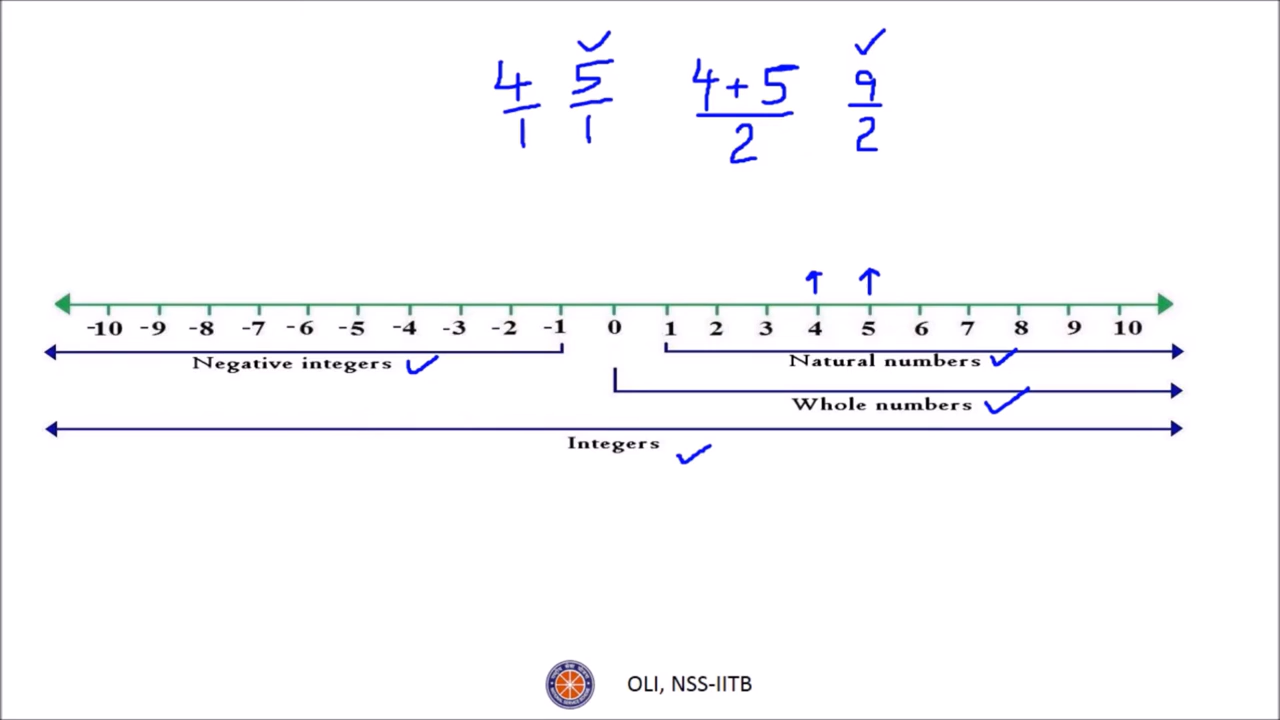 4/1 5/1 (4+5)/2 9/2
-10 -9 -8 -7 -6 -5 -4 -3 -2 -1 0 1 2 3 4 5 6 7 8 9 10
Negative integers Natural numbers
Whole numbers
Integers
OLI, NSS-IITB